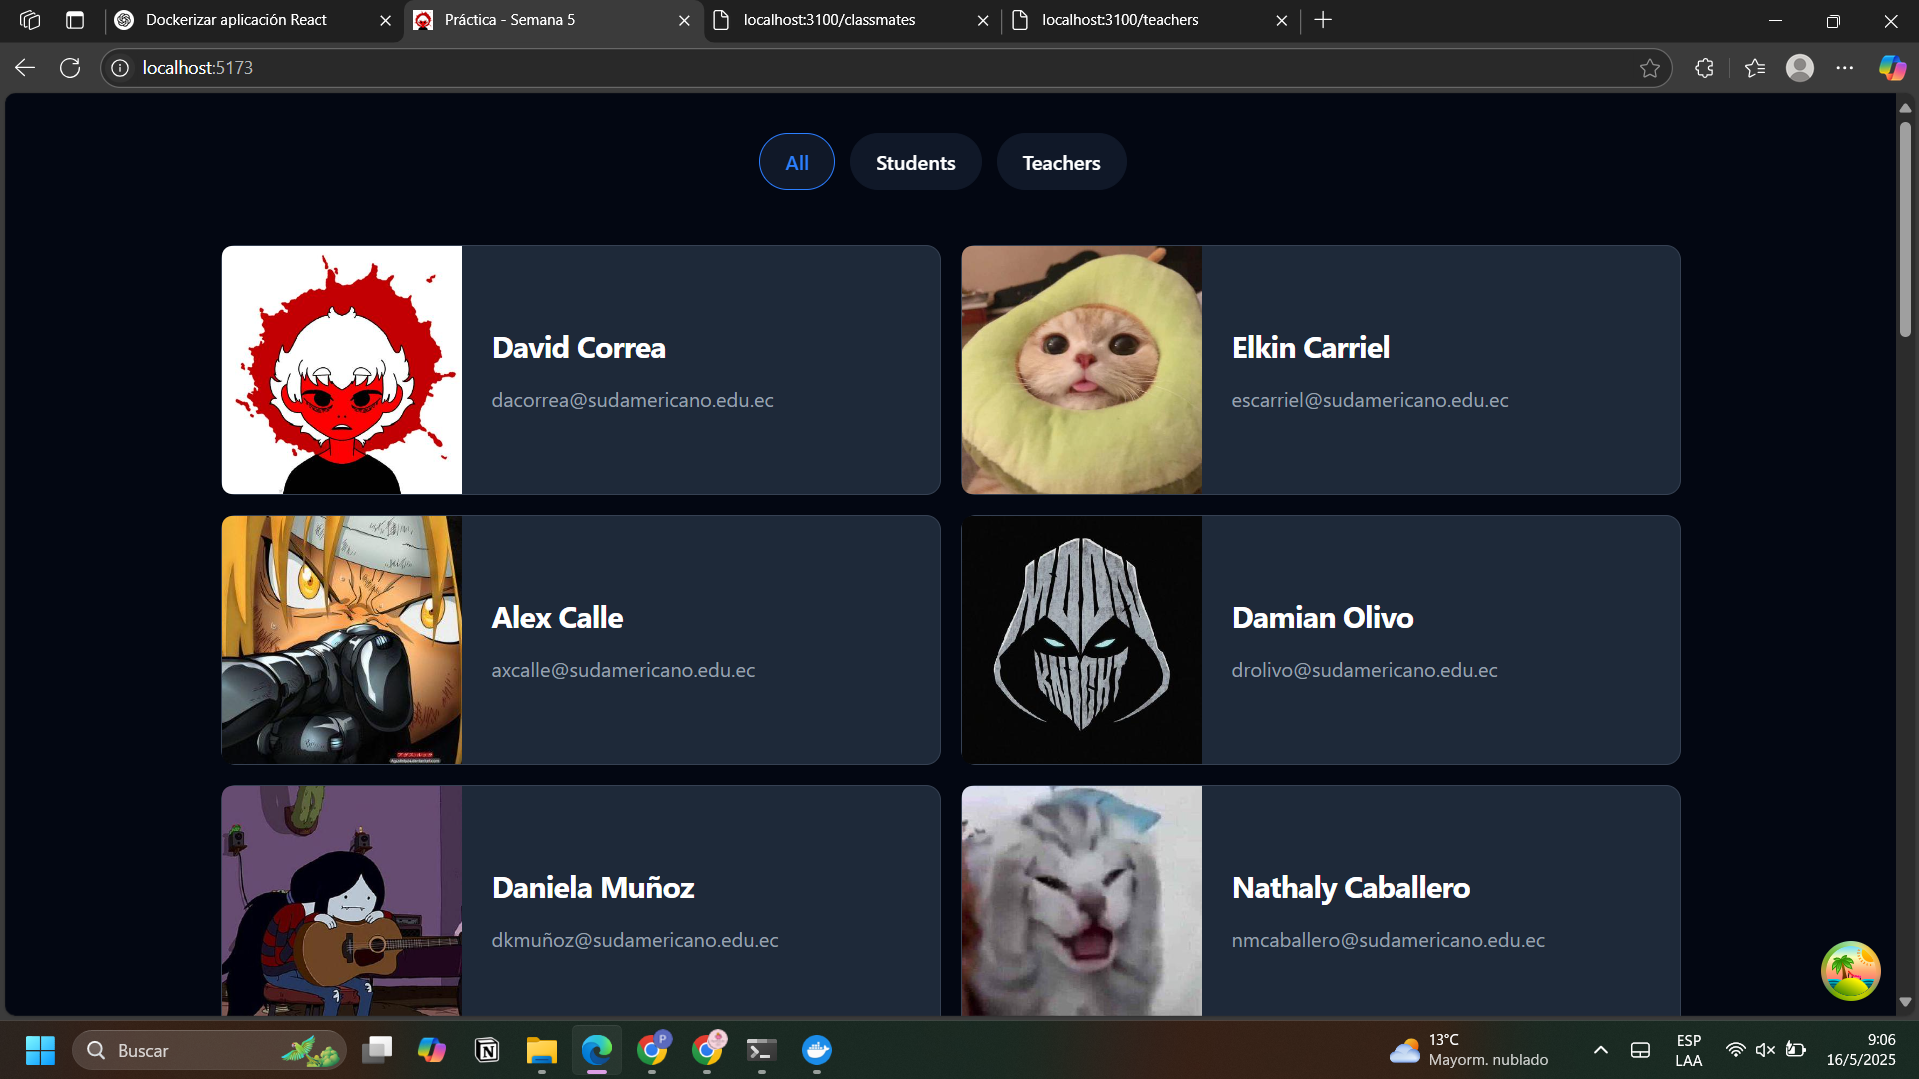 Dockerizar aplicación React
Práctica - Semana 5
localhost:3100/classmates
localhost:3100/teachers
localhost:5173
All
Students
Teachers
David Correa
dacorrea@sudamericano.edu.ec
Elkin Carriel
escarriel@sudamericano.edu.ec
Alex Calle
axcalle@sudamericano.edu.ec
MOON
KNIGHT
Damian Olivo
drolivo@sudamericano.edu.ec
Daniela Muñoz
dkmuñoz@sudamericano.edu.ec
Nathaly Caballero
nmcaballero@sudamericano.edu.ec
Buscar
P
13°C
Mayorm. nublado
ESP
LAA
9:06
16/5/2025